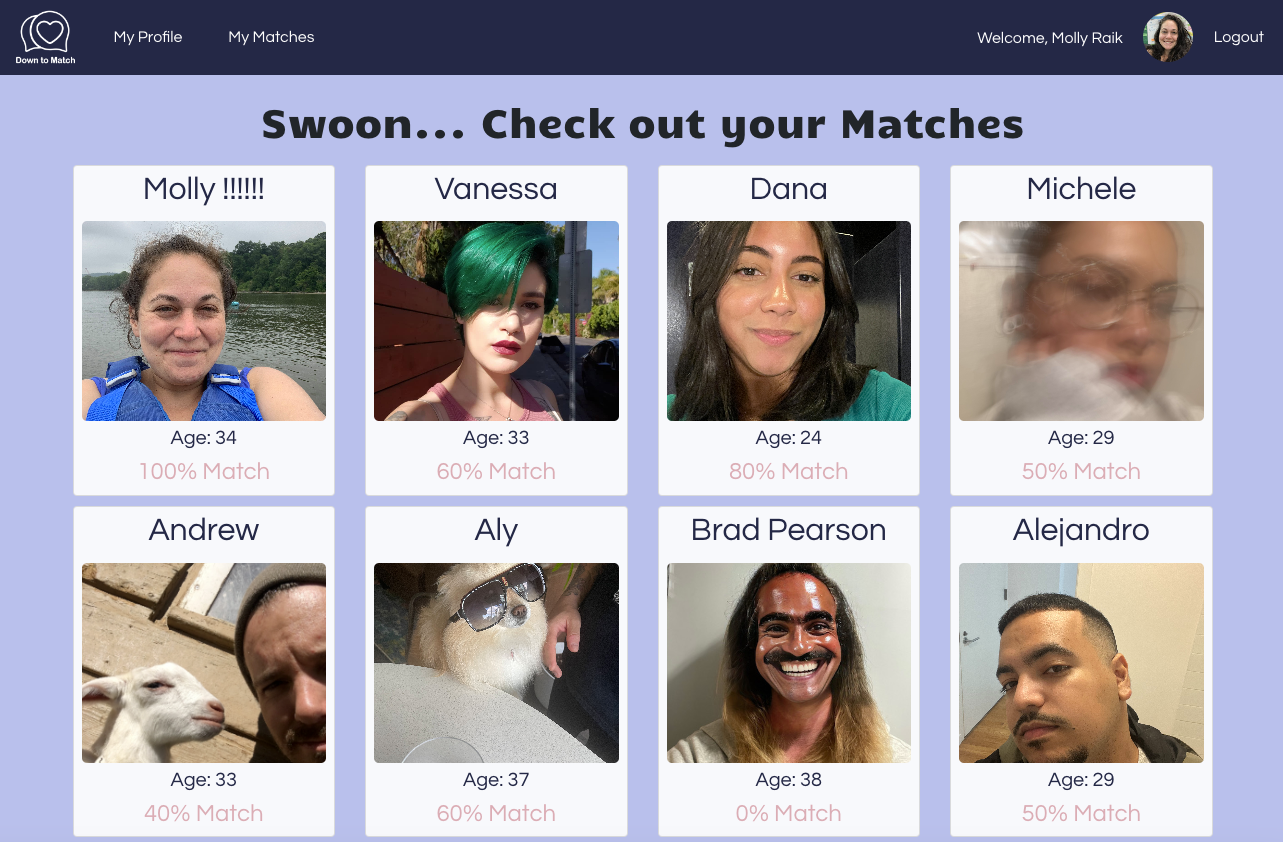 Down to Match
My Profile
My Matches
Welcome, Molly Raik
Logout
Swoon... Check out your Matches
Molly !!!!!!
Age: 34
100% Match
Vanessa
Age: 33
60% Match
Dana
Age: 24
80% Match
Michele
Age: 29
50% Match
Andrew
Age: 33
40% Match
Aly
Age: 37
60% Match
Brad Pearson
Age: 38
0% Match
Alejandro
Age: 29
50% Match